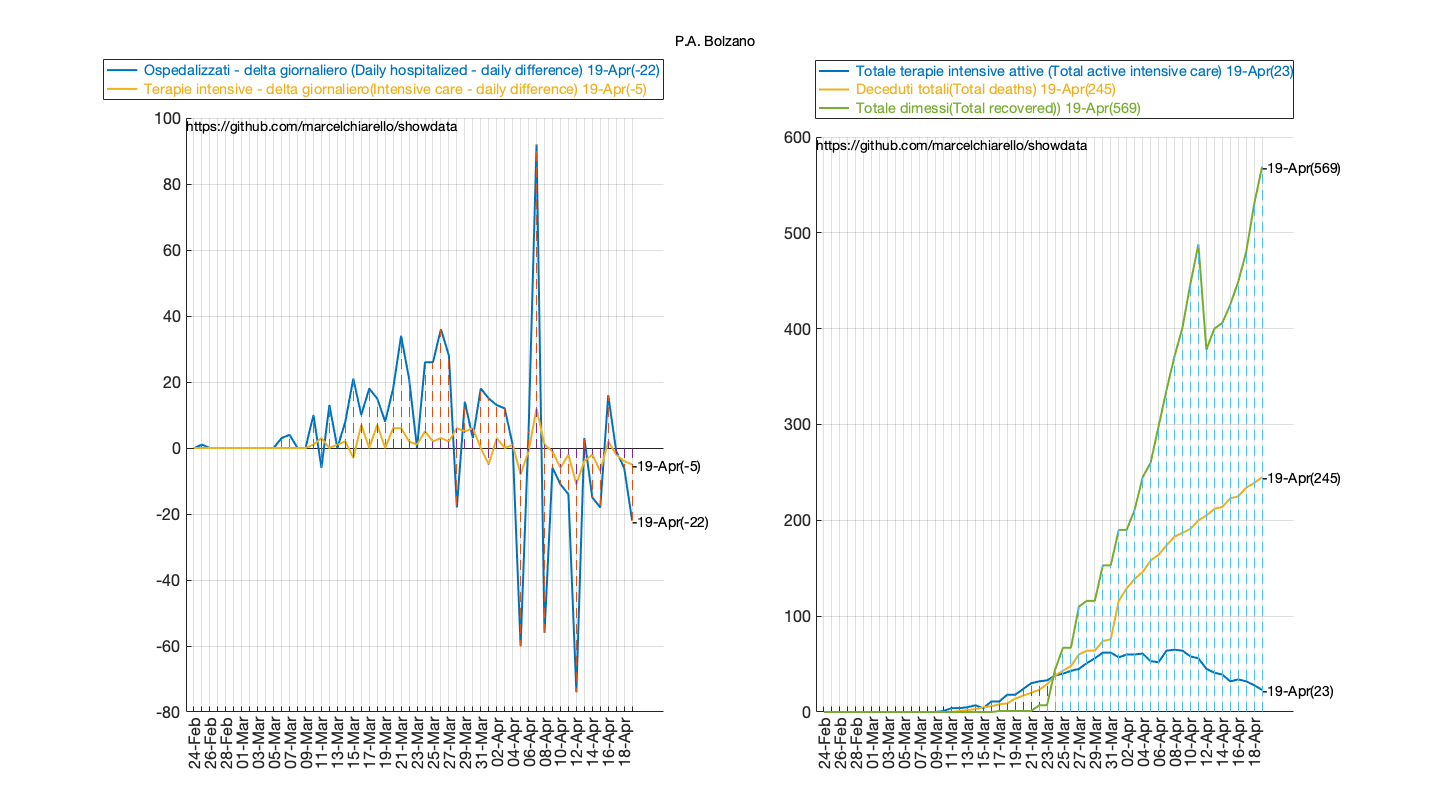 P.A. Bolzano
Ospedalizzati - delta giornaliero (Daily hospitalized - daily difference) 19-Apr(-22)
Terapie intensive - delta giornaliero(Intensive care - daily difference) 19-Apr(-5)
https://github.com/marcelchiarello/showdata
100
80
60
40
20
0
-20
-40
-60
-80
19-Apr(-5)
19-Apr(-22)
24-Feb
26-Feb
28-Feb
01-Mar
03-Mar
05-Mar
07-Mar
09-Mar
11-Mar
13-Mar
15-Mar
17-Mar
19-Mar
21-Mar
23-Mar
25-Mar
27-Mar
29-Mar
31-Mar
02-Apr
04-Apr
06-Apr
08-Apr
10-Apr
12-Apr
14-Apr
16-Apr
18-Apr
Totale terapie intensive attive (Total active intensive care) 19-Apr(23)
Deceduti totali(Total deaths) 19-Apr(245)
Totale dimessi(Total recovered)) 19-Apr(569)
https://github.com/marcelchiarello/showdata
600
500
400
300
200
100
0
19-Apr(569)
19-Apr(245)
19-Apr(23)
24-Feb
26-Feb
28-Feb
01-Mar
03-Mar
05-Mar
07-Mar
09-Mar
11-Mar
13-Mar
15-Mar
17-Mar
19-Mar
21-Mar
23-Mar
25-Mar
27-Mar
29-Mar
31-Mar
02-Apr
04-Apr
06-Apr
08-Apr
10-Apr
12-Apr
14-Apr
16-Apr
18-Apr